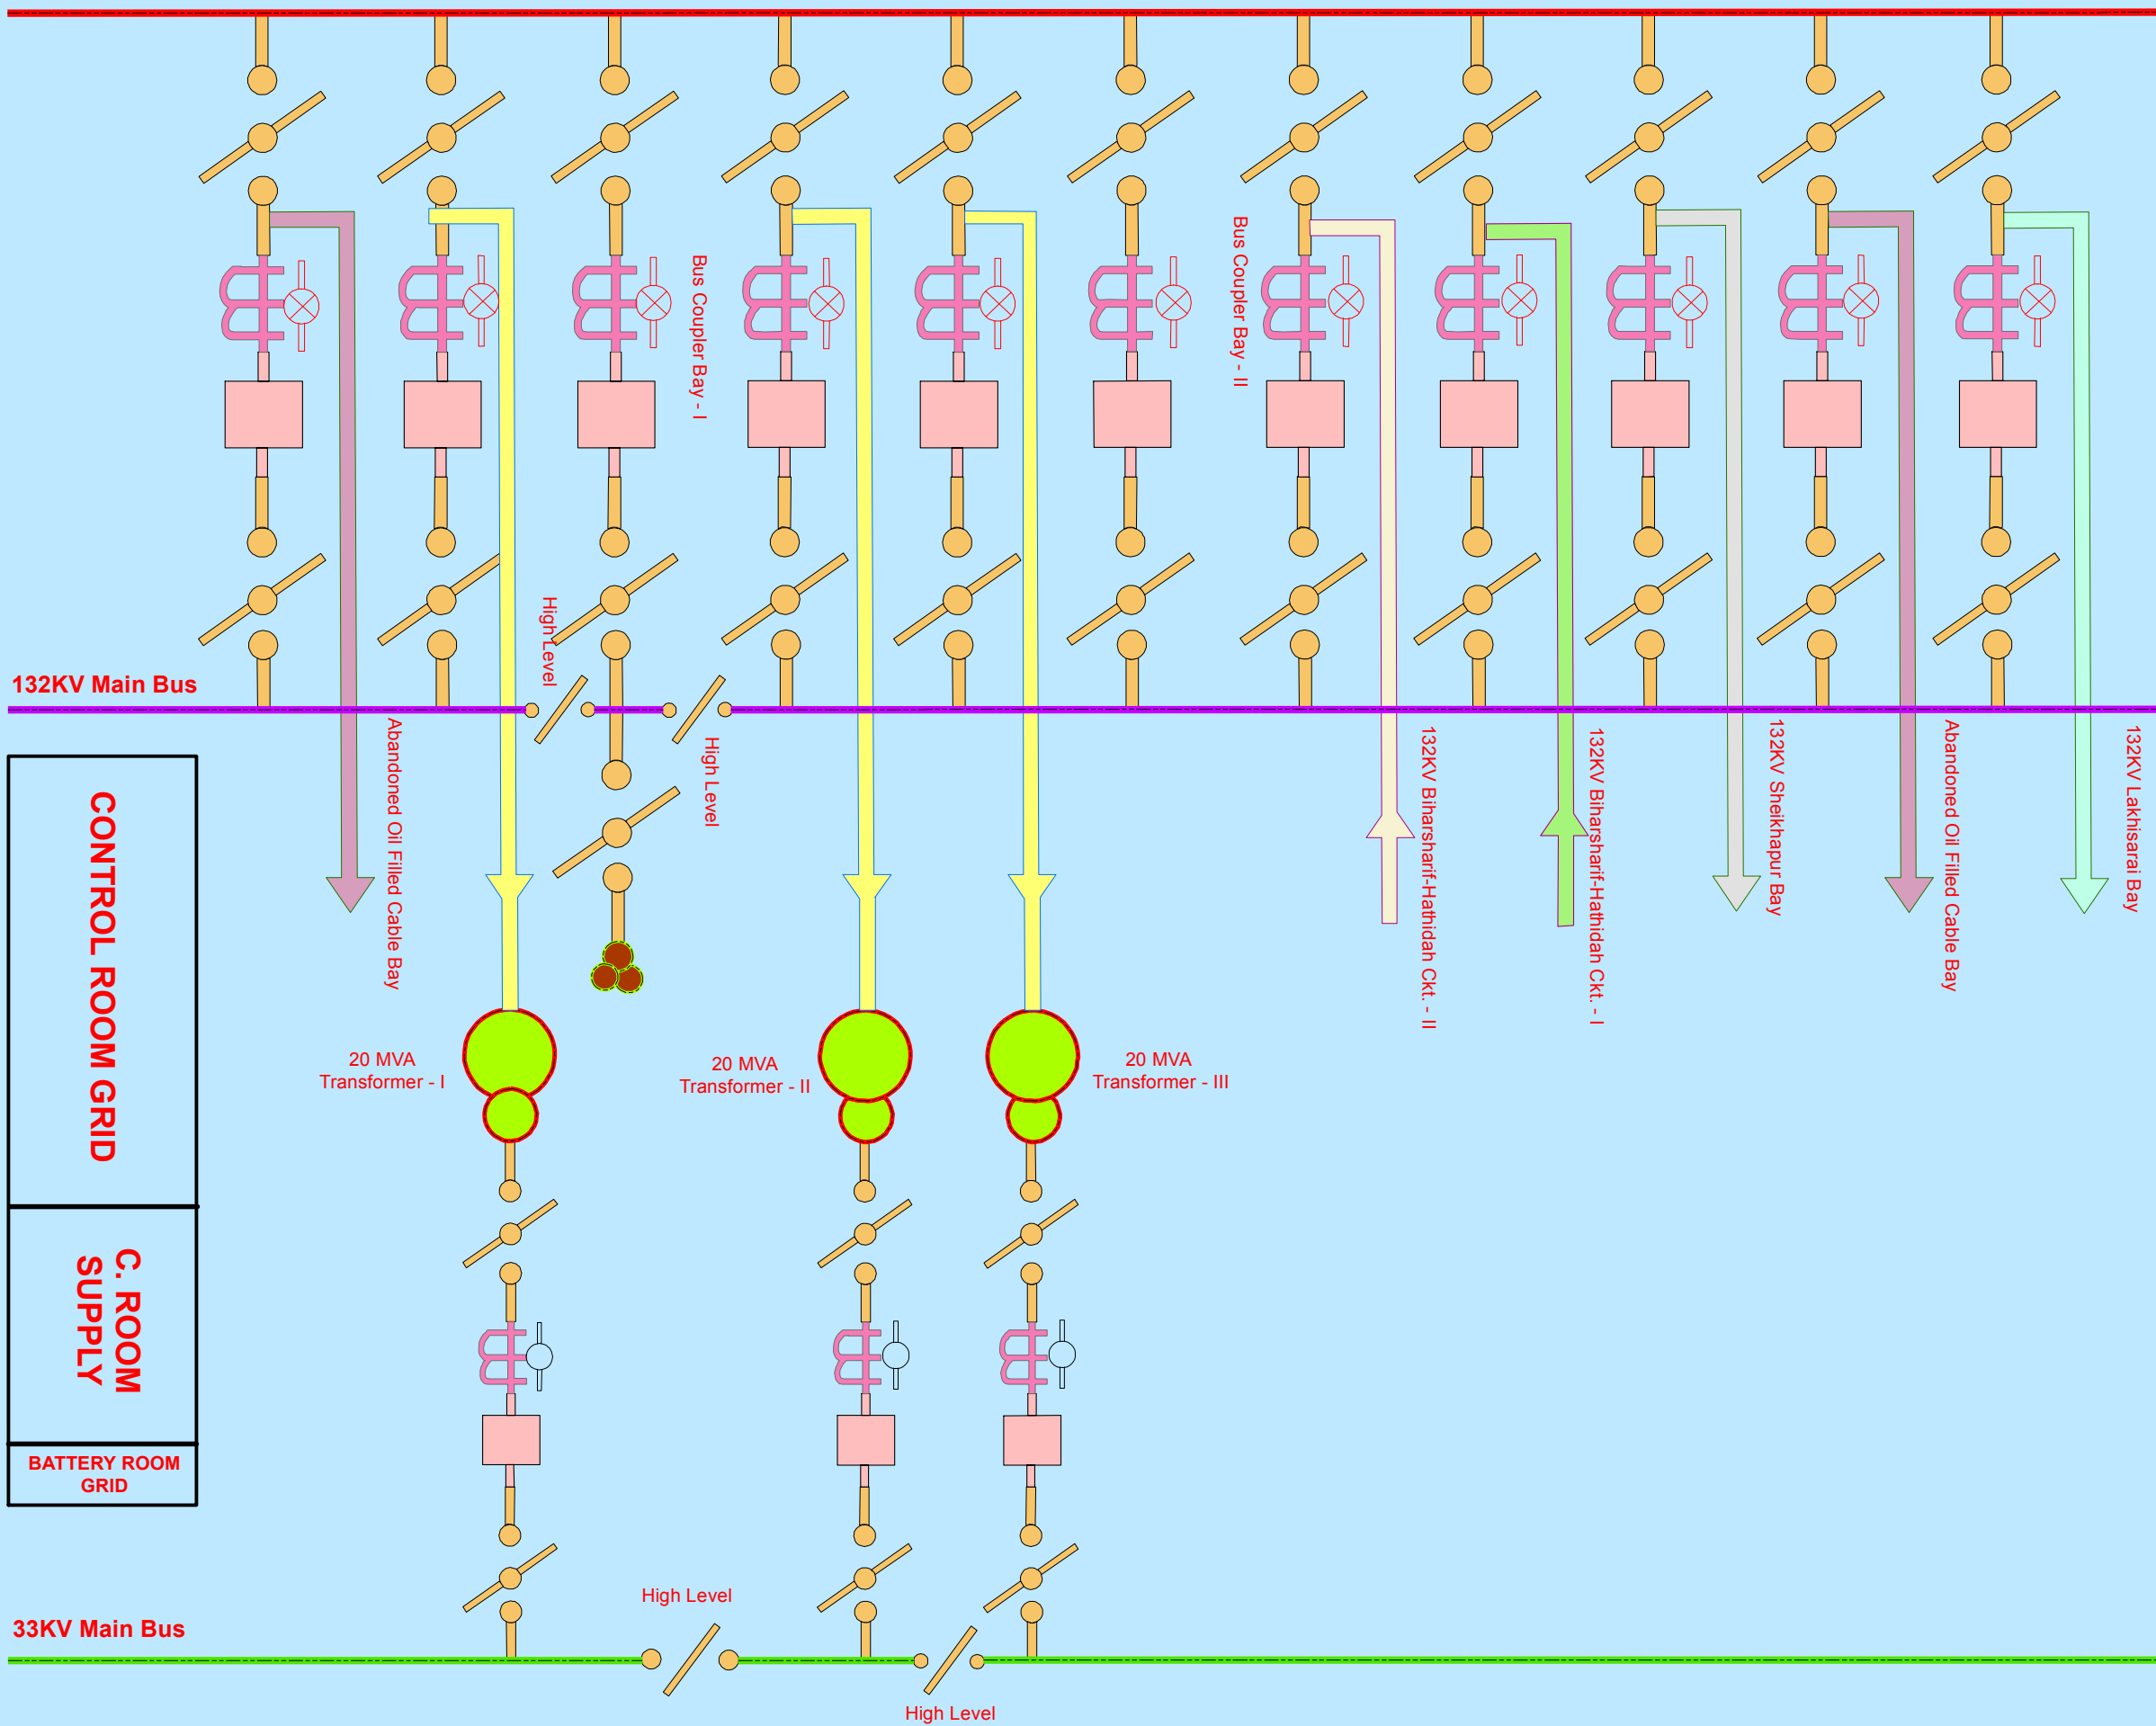 Bus Coupler Bay - I
Bus Coupler Bay - II
High Level
132KV Main Bus
High Level
Abandoned Oil Filled Cable Bay
132KV Biharsharif-Hathidah Ckt. - II
132KV Biharsharif-Hathidah Ckt. - I
132KV Sheikhapur Bay
Abandoned Oil Filled Cable Bay
132KV Lakhisarai Bay
CONTROL ROOM GRID
20 MVA
Transformer - I
20 MVA
Transformer - II
20 MVA
Transformer - III
C. ROOM
SUPPLY
BATTERY ROOM
GRID
High Level
33KV Main Bus
High Level